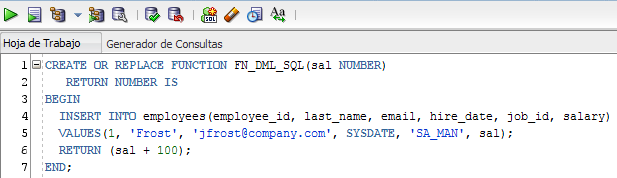 SQL
Aa
Hoja de Trabajo Generador de Consultas
1 CREATE OR REPLACE FUNCTION FN_DML_SQL(sal NUMBER)
2 RETURN NUMBER IS
3 BEGIN
4 INSERT INTO employees(employee_id, last_name, email, hire_date, job_id, salary)
5 VALUES(1, 'Frost', 'jfrost@company.com', SYSDATE, 'SA_MAN', sal);
6 RETURN (sal + 100);
7 END;